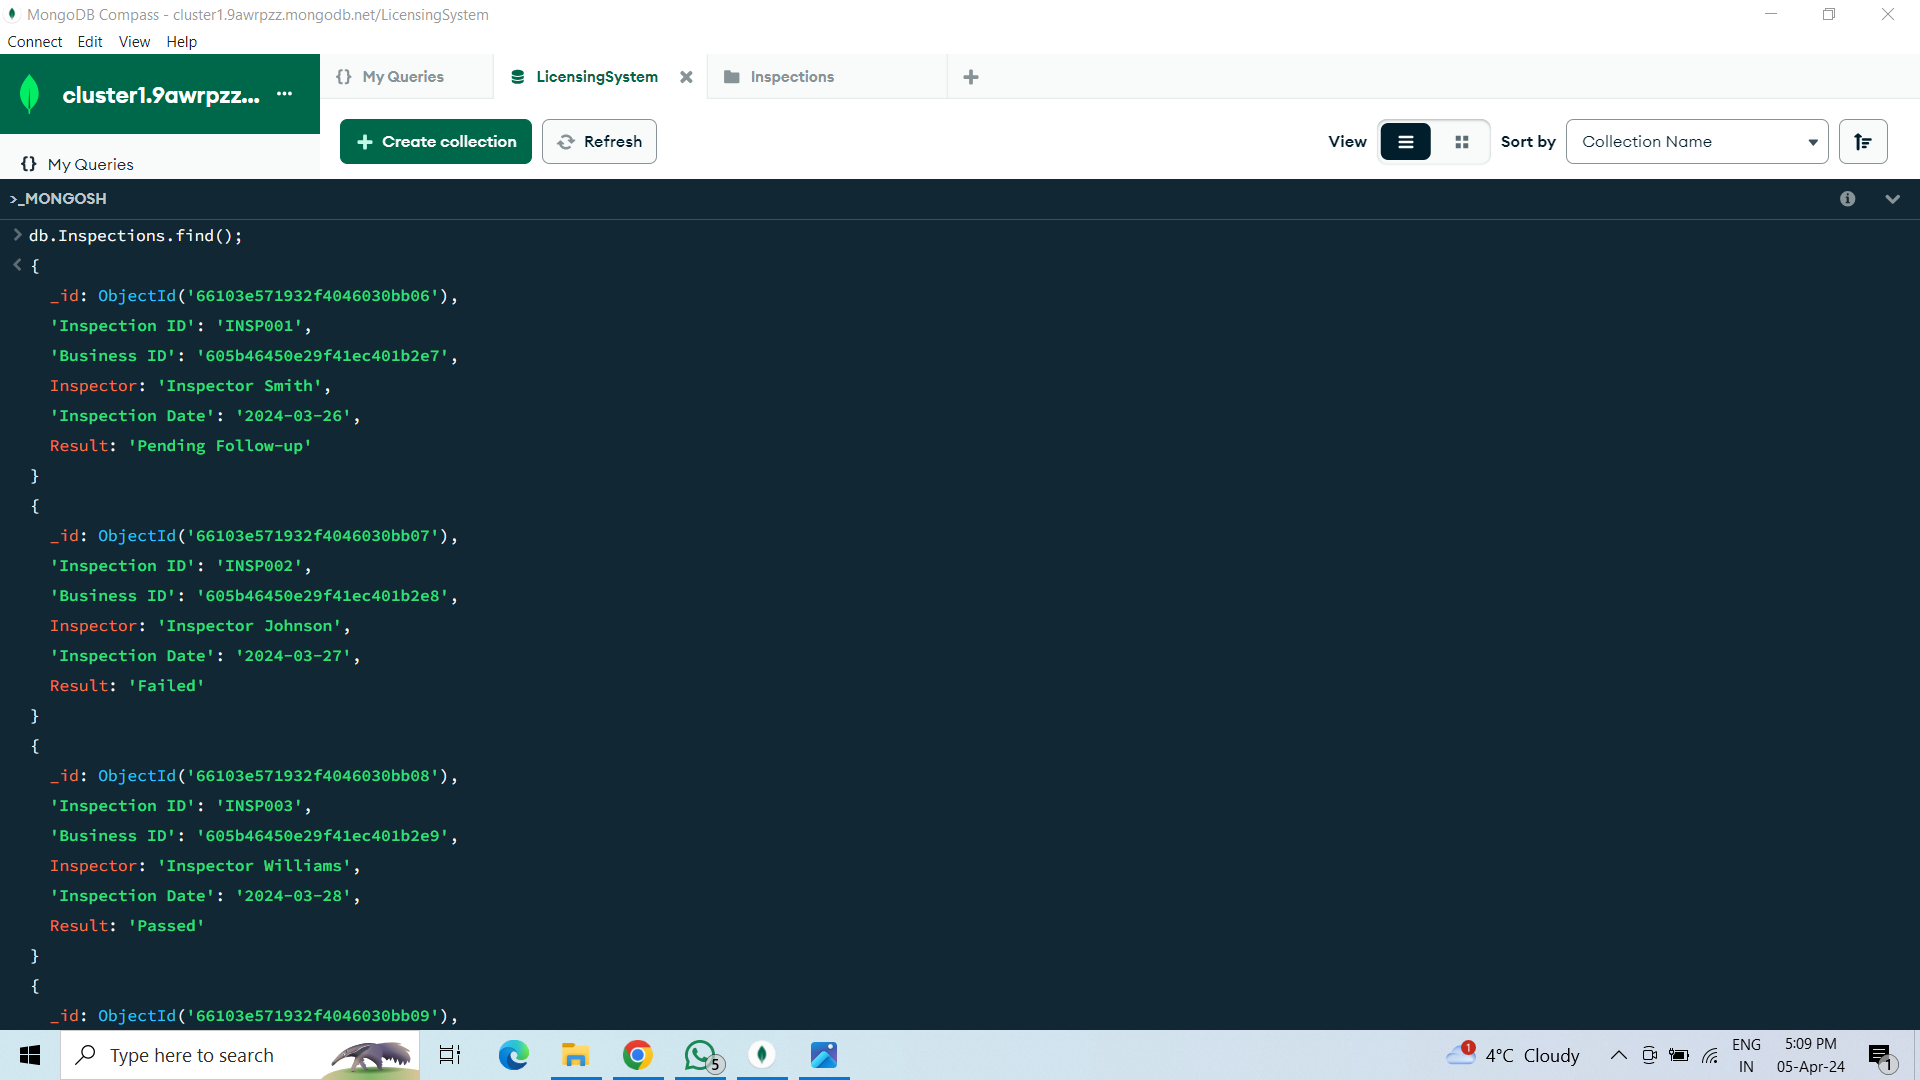 MongoDB Compass - cluster1.9awrpzz.mongodb.net/LicensingSystem
Connect Edit View Help
cluster1.9awrpzz... ···
{} My Queries
LicensingSystem
Inspections
Create collection
Refresh
View
Sort by
Collection Name
{} My Queries
>_MONGOSH
db.Inspections.find();
{
_id: ObjectId('66103e571932f4046030bb06'),
'Inspection ID': 'INSP001',
'Business ID': '605b46450e29f41ec401b2e7',
Inspector: 'Inspector Smith',
'Inspection Date': '2024-03-26',
Result: 'Pending Follow-up'
}
{
_id: ObjectId('66103e571932f4046030bb07'),
'Inspection ID': 'INSP002',
'Business ID': '605b46450e29f41ec401b2e8',
Inspector: 'Inspector Johnson',
'Inspection Date': '2024-03-27',
Result: 'Failed'
}
{
_id: ObjectId('66103e571932f4046030bb08'),
'Inspection ID': 'INSP003',
'Business ID': '605b46450e29f41ec401b2e9',
Inspector: 'Inspector Williams',
'Inspection Date': '2024-03-28',
Result: 'Passed'
}
{
_id: ObjectId('66103e571932f4046030bb09'),
Type here to search
5
1
4°C Cloudy
ENG
IN
5:09 PM
05-Apr-24
1